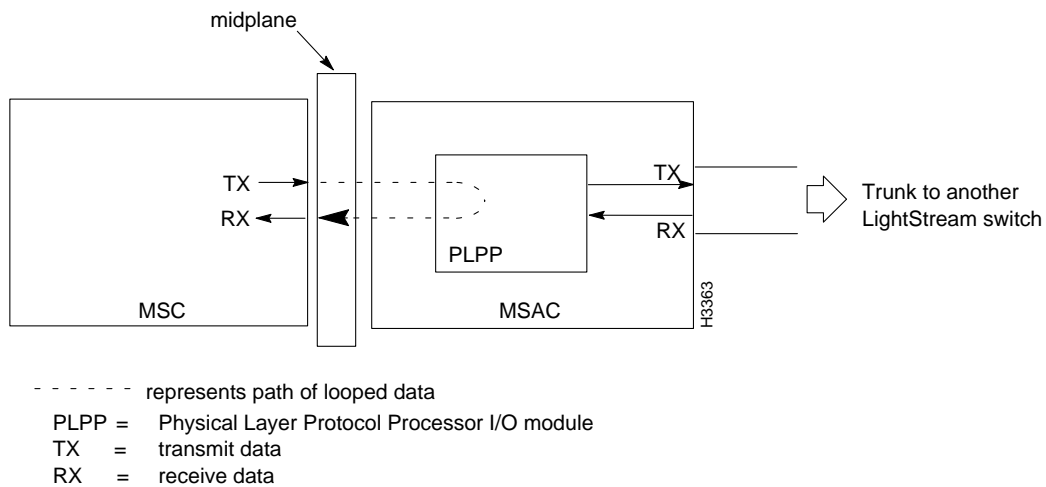 midplane
TX
RX
PLPP
TX
RX
MSC
MSAC
H3363
Trunk to another
LightStream switch
- - - - - - represents path of looped data
PLPP = Physical Layer Protocol Processor I/O module
TX = transmit data
RX = receive data